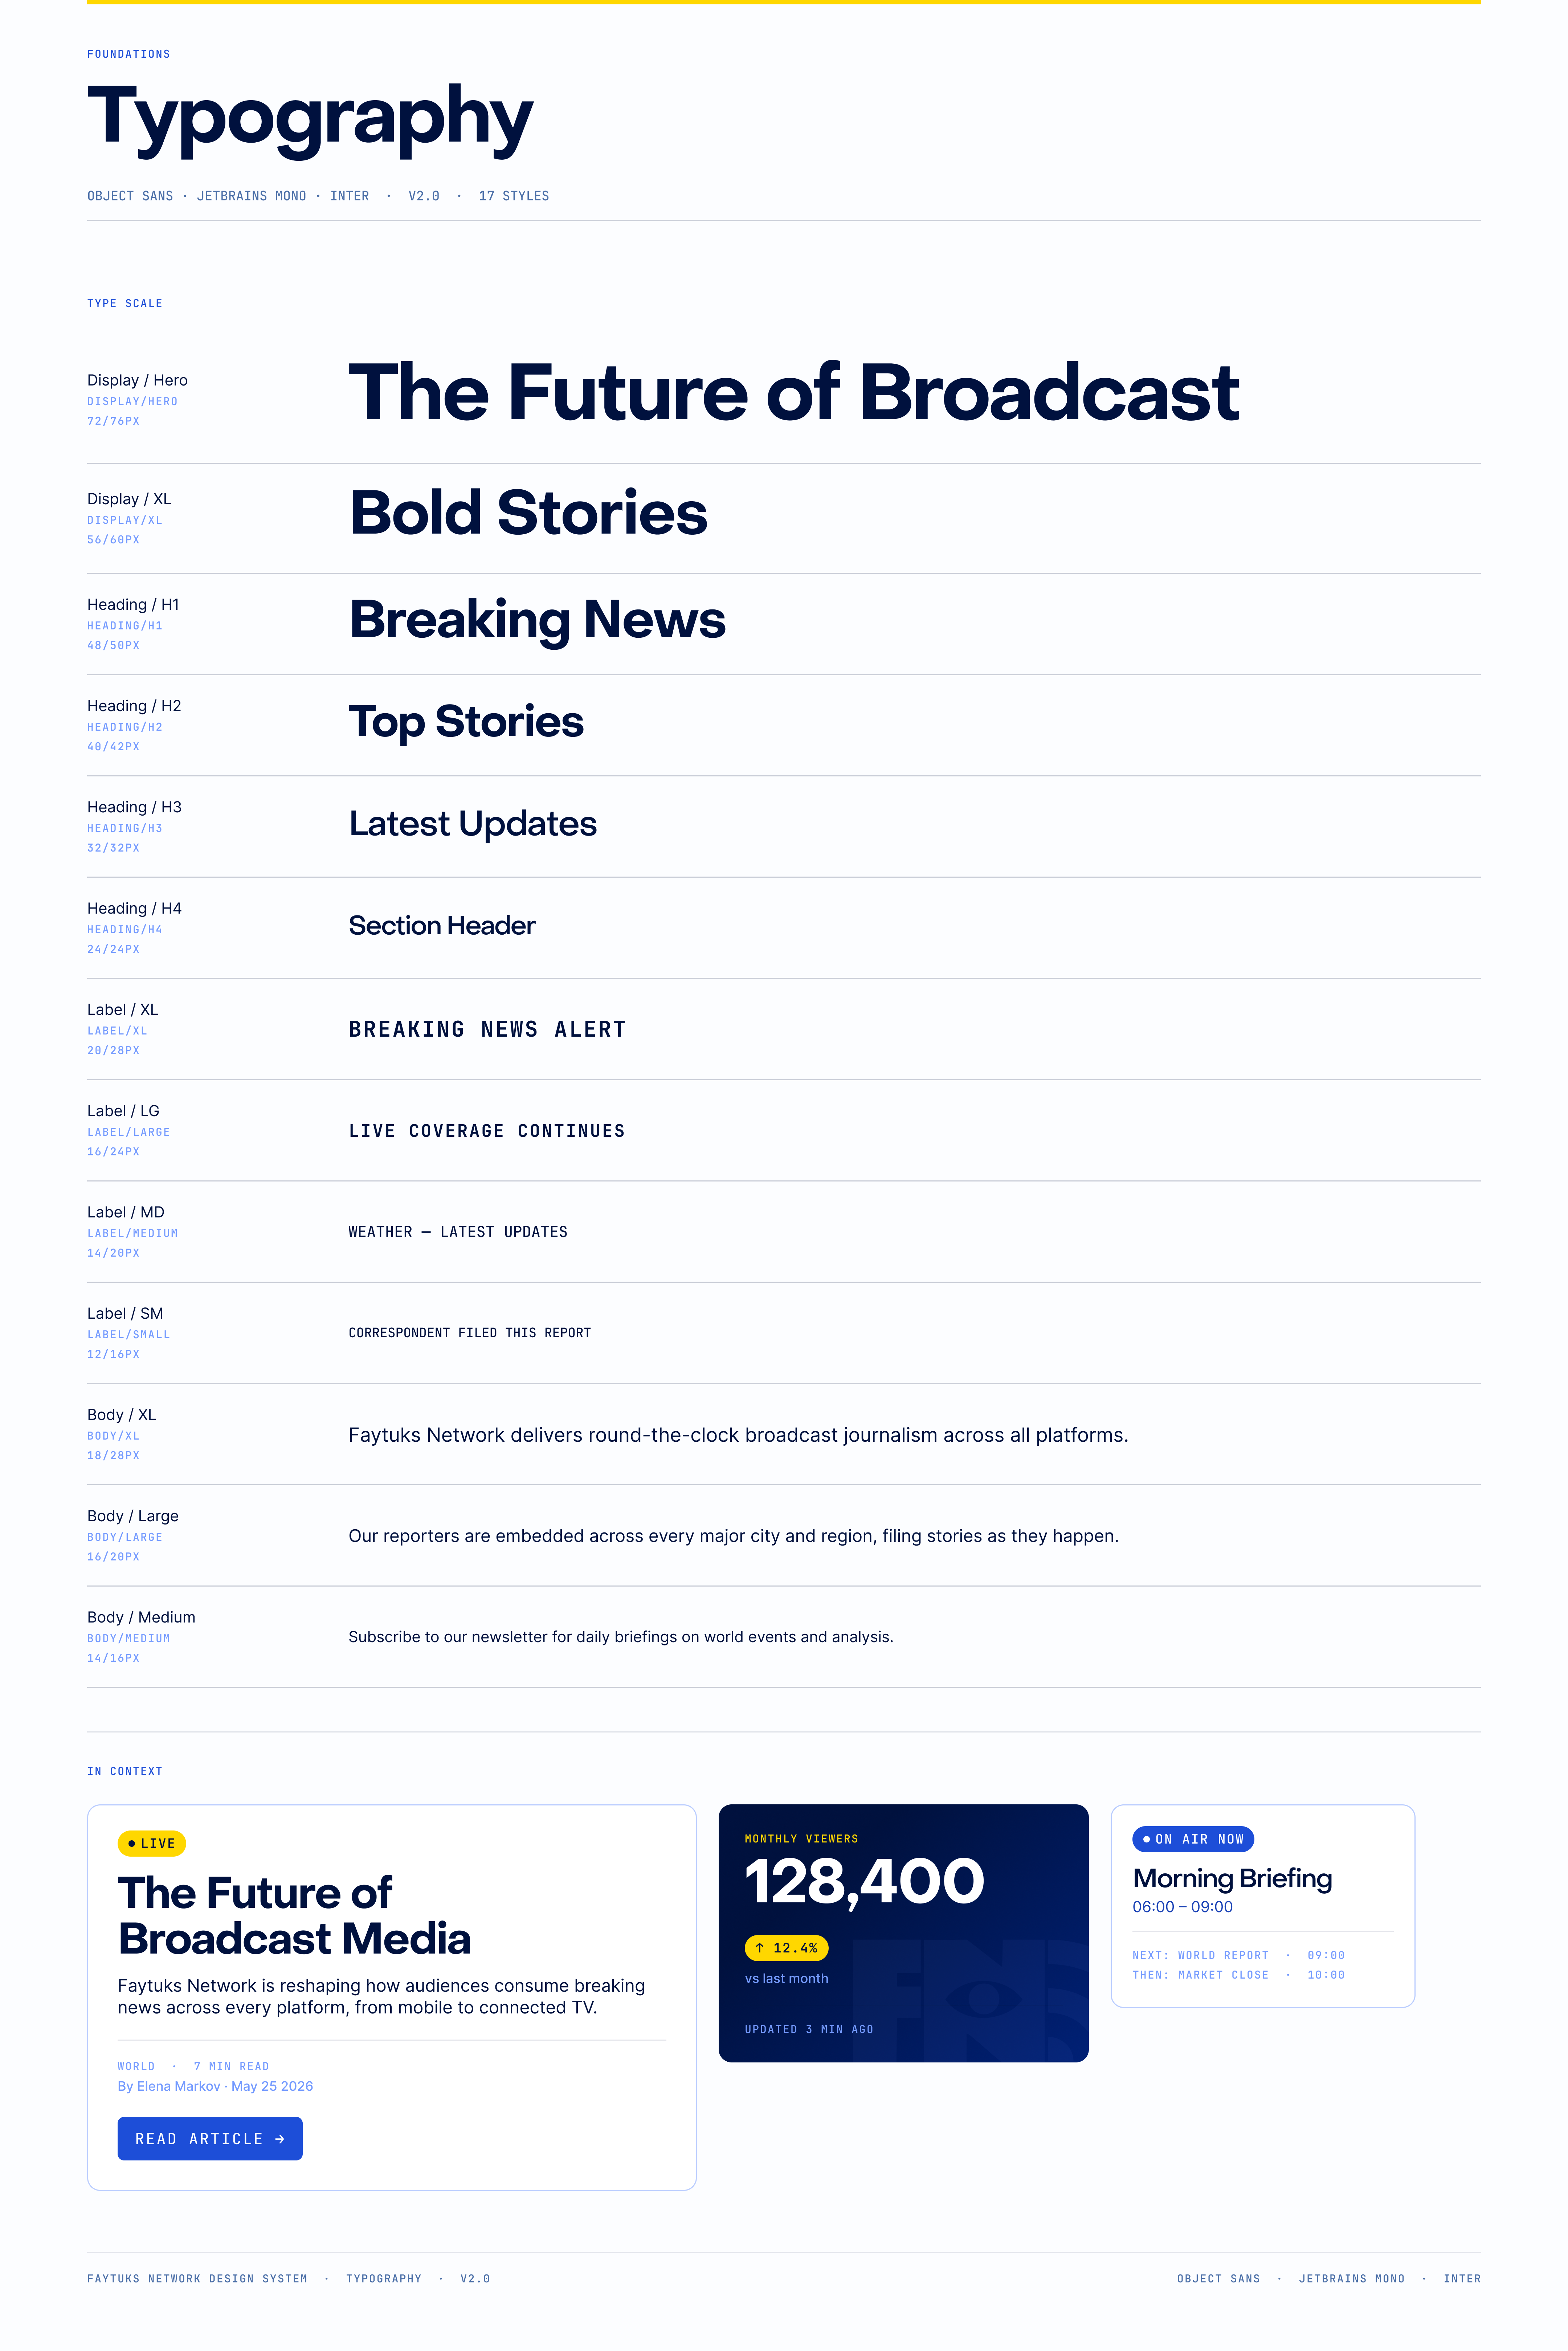 FOUNDATIONS
Typography
OBJECT SANS · JETBRAINS MONO · INTER · V2.0 · 17 STYLES
TYPE SCALE
Display / Hero
DISPLAY/HERO
72/76PX
The Future of Broadcast
Display / XL
DISPLAY/XL
56/60PX
Bold Stories
Heading / H1
HEADING/H1
48/50PX
Breaking News
Heading / H2
HEADING/H2
40/42PX
Top Stories
Heading / H3
HEADING/H3
32/32PX
Latest Updates
Heading / H4
HEADING/H4
24/24PX
Section Header
Label / XL
LABEL/XL
20/28PX
BREAKING NEWS ALERT
Label / LG
LABEL/LARGE
16/24PX
LIVE COVERAGE CONTINUES
Label / MD
LABEL/MEDIUM
14/20PX
WEATHER — LATEST UPDATES
Label / SM
LABEL/SMALL
12/16PX
CORRESPONDENT FILED THIS REPORT
Body / XL
BODY/XL
18/28PX
Faytuks Network delivers round-the-clock broadcast journalism across all platforms.
Body / Large
BODY/LARGE
16/20PX
Our reporters are embedded across every major city and region, filing stories as they happen.
Body / Medium
BODY/MEDIUM
14/16PX
Subscribe to our newsletter for daily briefings on world events and analysis.
IN CONTEXT
LIVE
The Future of
Broadcast Media
Faytuks Network is reshaping how audiences consume breaking
news across every platform, from mobile to connected TV.
WORLD · 7 MIN READ
By Elena Markov · May 25 2026
READ ARTICLE →
MONTHLY VIEWERS
128,400
↑ 12.4%
vs last month
UPDATED 3 MIN AGO
FNS
ON AIR NOW
Morning Briefing
06:00 – 09:00
NEXT: WORLD REPORT · 09:00
THEN: MARKET CLOSE · 10:00
FAYTUKS NETWORK DESIGN SYSTEM · TYPOGRAPHY · V2.0
OBJECT SANS · JETBRAINS MONO · INTER